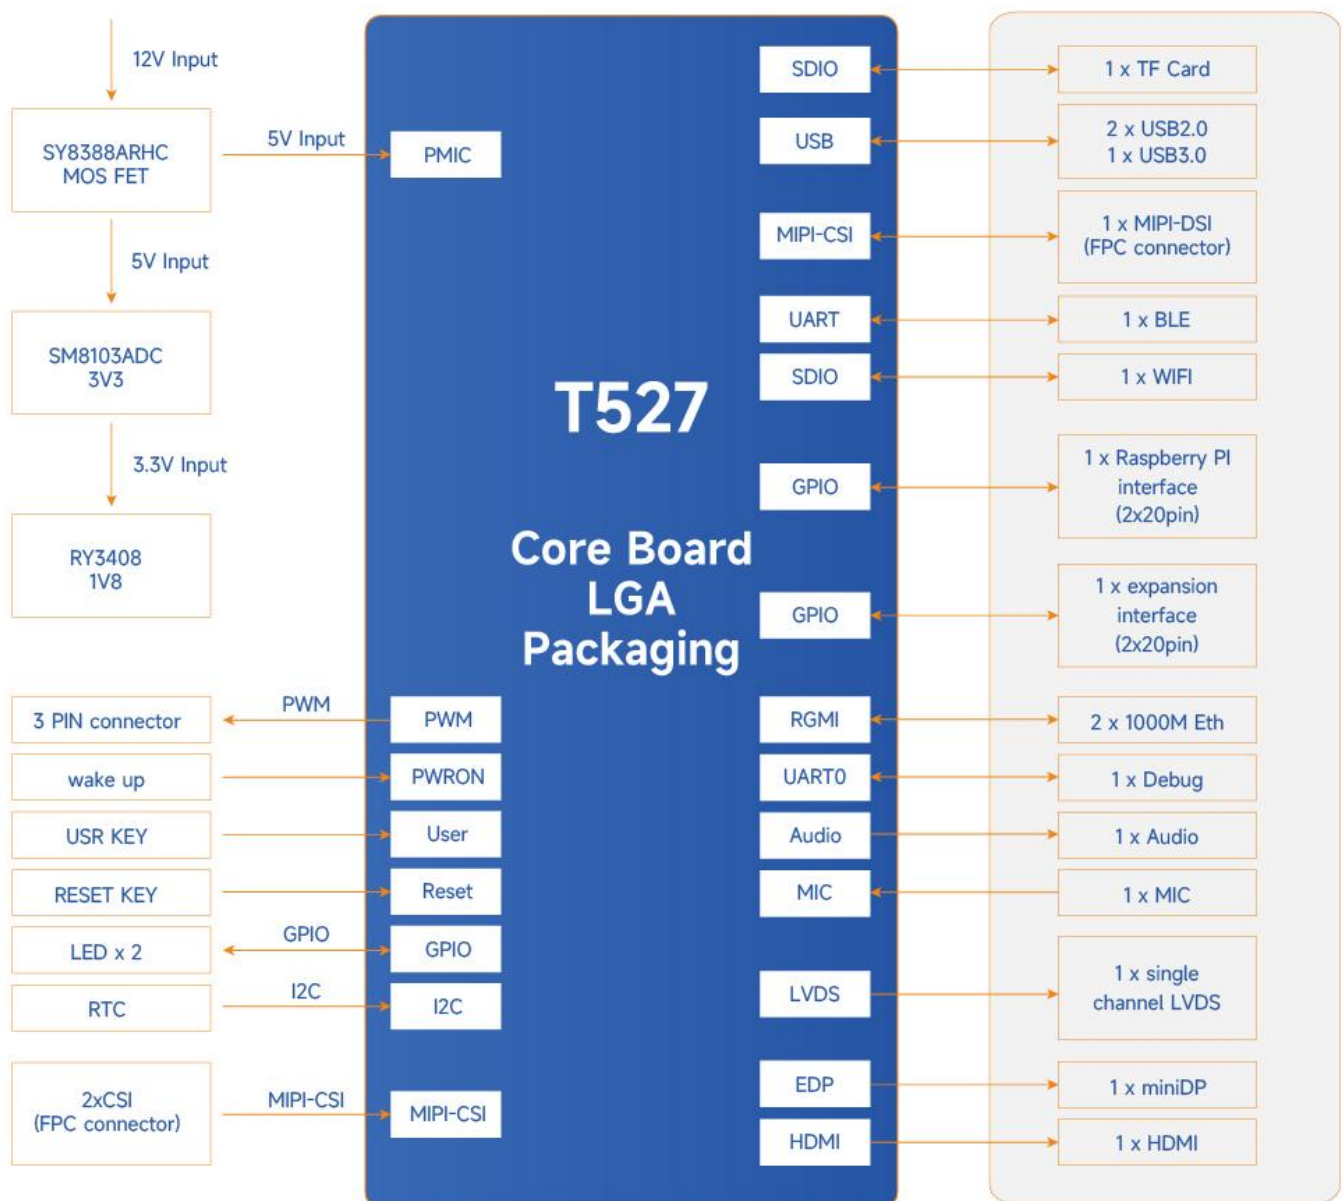 12V Input
SY8388ARHC
MOS FET
5V Input
PMIC
5V Input
SM8103ADC
3V3
3.3V Input
RY3408
1V8
3 PIN connector
PWM
PWM
wake up
PWRON
USR KEY
User
RESET KEY
Reset
LED x 2
GPIO
GPIO
RTC
I2C
I2C
2xCSI
(FPC connector)
MIPI-CSI
MIPI-CSI
T527
Core Board
LGA
Packaging
SDIO
1 x TF Card
USB
2 x USB2.0
1 x USB3.0
MIPI-CSI
1 x MIPI-DSI
(FPC connector)
UART
1 x BLE
SDIO
1 x WIFI
GPIO
1 x Raspberry PI
interface
(2x20pin)
GPIO
1 x expansion
interface
(2x20pin)
RGMI
2 x 1000M Eth
UART0
1 x Debug
Audio
1 x Audio
MIC
1 x MIC
LVDS
1 x single
channel LVDS
EDP
1 x miniDP
HDMI
1 x HDMI